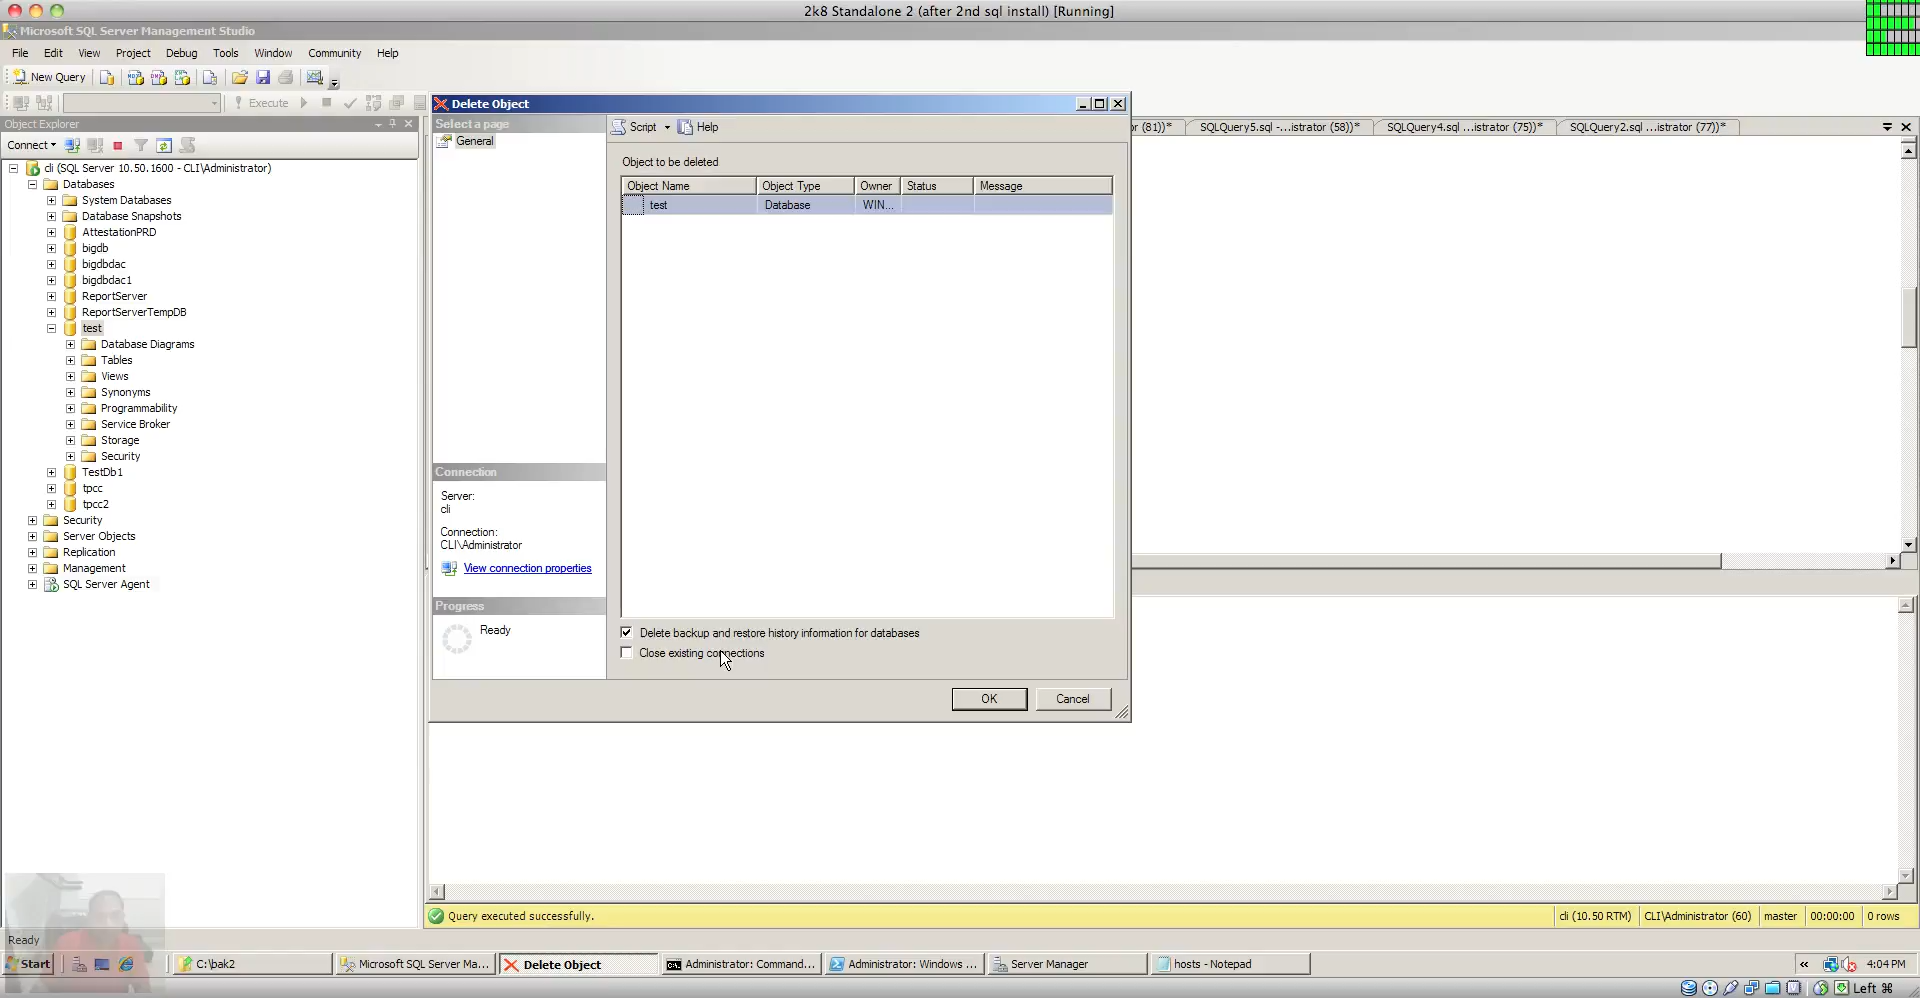 2k8 Standalone 2 (after 2nd sql install) [Running]
Microsoft SQL Server Management Studio
File Edit View Project Debug Tools Window Community Help
New Query
Execute
Object Explorer
Connect
cli (SQL Server 10.50.1600 - CLI\Administrator)
Databases
System Databases
Database Snapshots
AttestationPRD
bigdb
bigdbdac
bigdbdac1
ReportServer
ReportServerTempDB
test
Database Diagrams
Tables
Views
Synonyms
Programmability
Service Broker
Storage
Security
TestDb1
tpcc
tpcc2
Security
Server Objects
Replication
Management
SQL Server Agent
Delete Object
Select a page
General
Script Help
Object to be deleted
Object Name Object Type Owner Status Message
test Database WIN...
Connection
Server:
cli
Connection:
CLI\Administrator
View connection properties
Progress
Ready
Delete backup and restore history information for databases
Close existing connections
OK Cancel
or (81))* SQLQuery5.sql -...istrator (58))* SQLQuery4.sql ...istrator (75))* SQLQuery2.sql ...istrator (77))*
Query executed successfully. cli (10.50 RTM) CLI\Administrator (60) master 00:00:00 0 rows
Ready
Start C:\bak2 Microsoft SQL Server Ma... Delete Object Administrator: Command... Administrator: Windows ... Server Manager hosts - Notepad 4:04 PM
Left ⌘